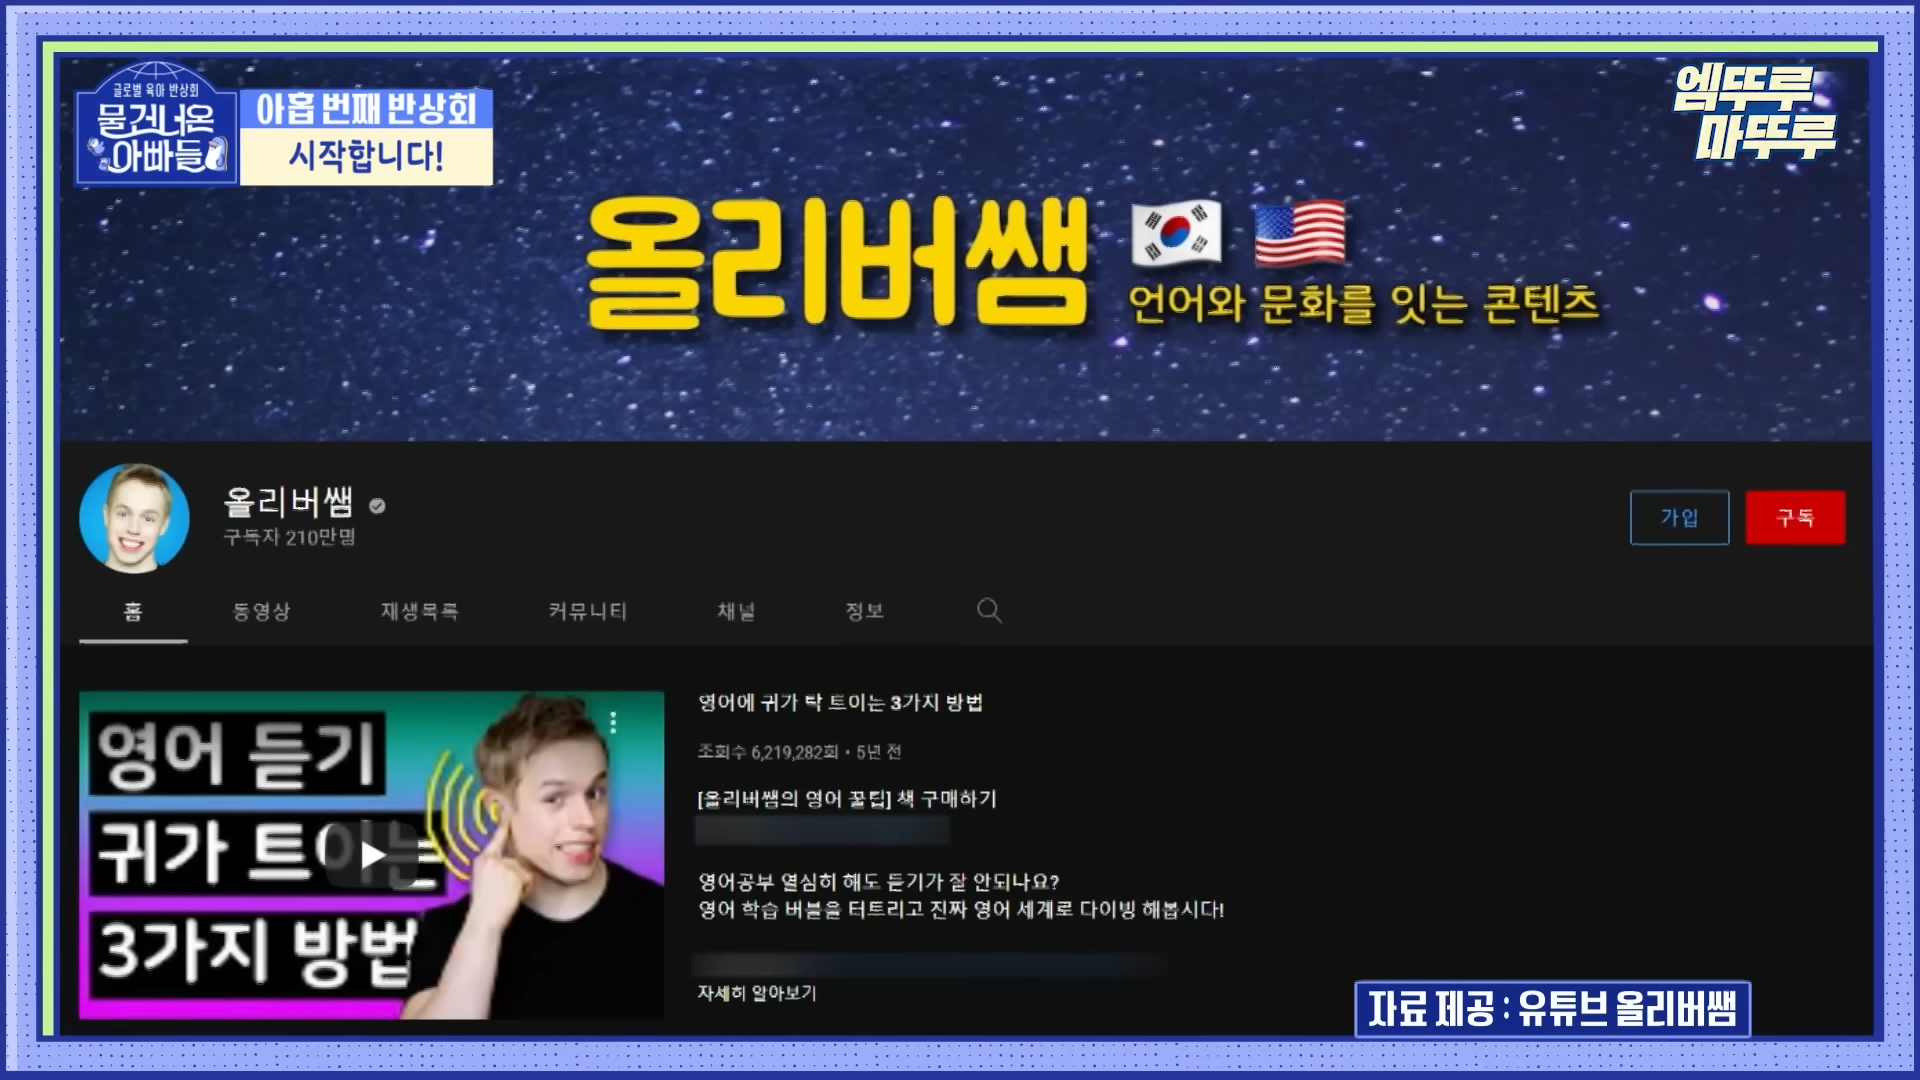 글로벌 육아 반상회
물건너온
아빠들
아홉 번째 반상회
시작합니다!
엠뚜루
마뚜루
올리버쌤
언어와 문화를 잇는 콘텐츠
올리버쌤
구독자 210만명
가입
구독
홈
동영상
재생목록
커뮤니티
채널
정보
영어 듣기
귀가 트이는
3가지 방법
영어에 귀가 탁 트이는 3가지 방법
조회수 6,219,282회 • 5년 전
[올리버쌤의 영어 꿀팁] 책 구매하기
영어공부 열심히 해도 듣기가 잘 안되나요?
영어 학습 버블을 터트리고 진짜 영어 세계로 다이빙 해봅시다!
자세히 알아보기
자료 제공 : 유튜브 올리버쌤